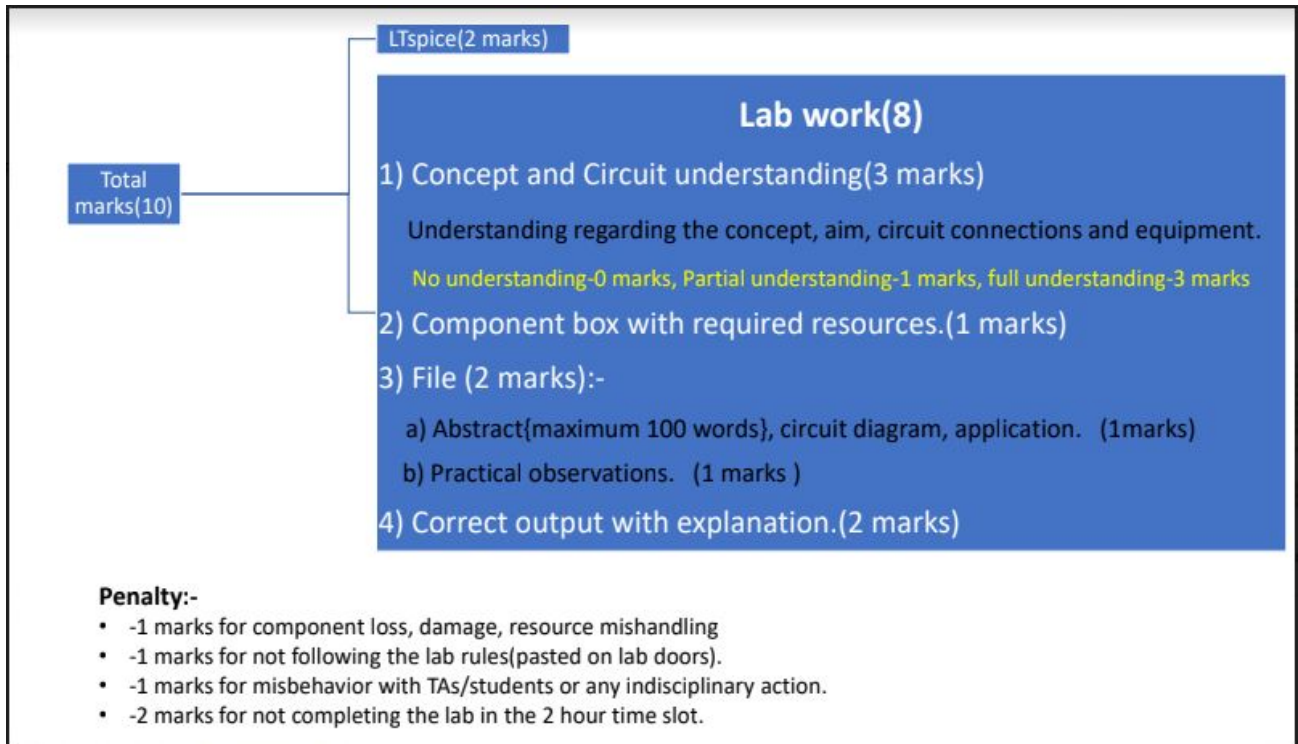 LTspice(2 marks)
Lab work(8)
Total
marks(10)
1) Concept and Circuit understanding(3 marks)
Understanding regarding the concept, aim, circuit connections and equipment.
No understanding-0 marks, Partial understanding-1 marks, full understanding-3 marks
2) Component box with required resources.(1 marks)
3) File (2 marks):-
a) Abstract{maximum 100 words}, circuit diagram, application. (1marks)
b) Practical observations. (1 marks )
4) Correct output with explanation.(2 marks)
Penalty:-
• -1 marks for component loss, damage, resource mishandling
• -1 marks for not following the lab rules(pasted on lab doors).
• -1 marks for misbehavior with TAs/students or any indisciplinary action.
• -2 marks for not completing the lab in the 2 hour time slot.